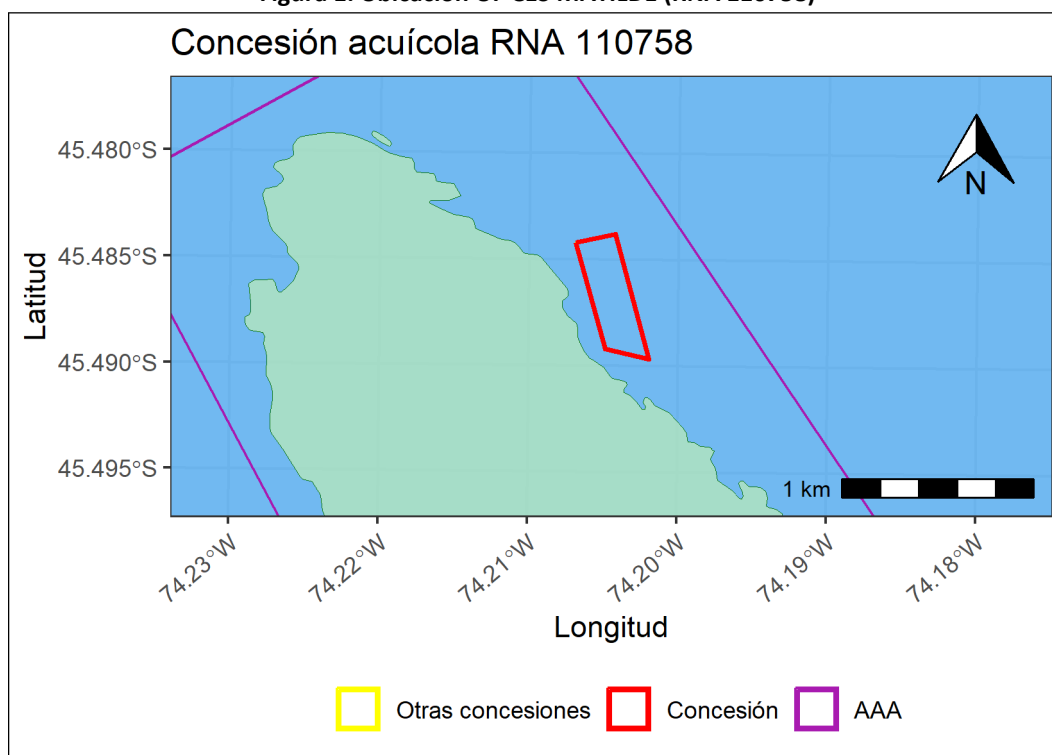 Concesión acuícola RNA 110758
N
45.480°S
45.485°S
45.490°S
45.495°S
Latitud
1 km
74.23°W
74.22°W
74.21°W
74.20°W
74.19°W
74.18°W
Longitud
Otras concesiones
Concesión
AAA